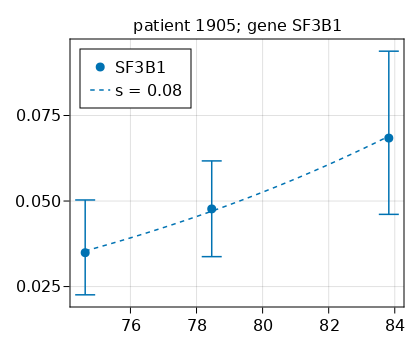 patient 1905; gene SF3B1
SF3B1
s = 0.08
0.075
0.050
0.025
76 78 80 82 84